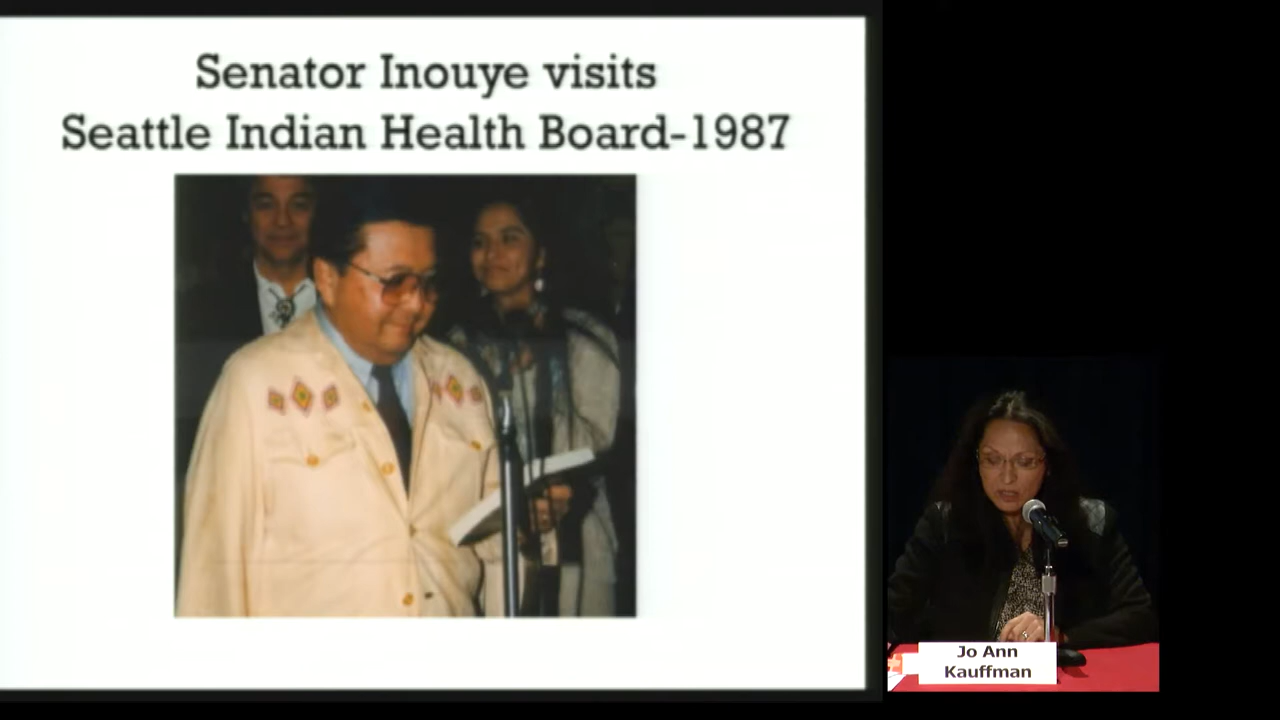 Senator Inouye visits
Seattle Indian Health Board-1987
Jo Ann
Kauffman